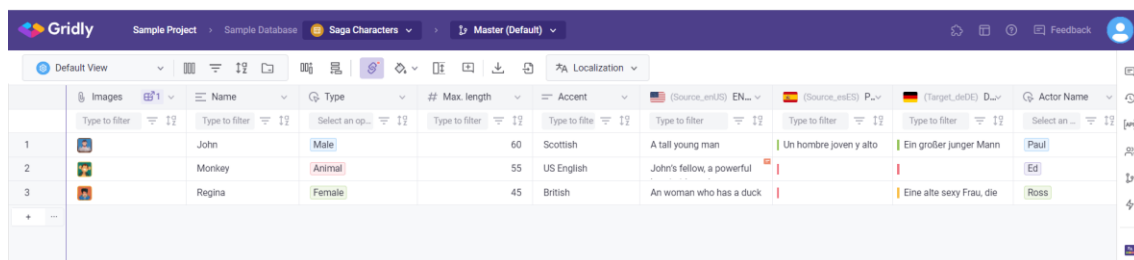 Gridly Sample Project > Sample Database Saga Characters > Master (Default) Feedback
Default View Localization
Images 1 Name Type # Max. length Accent (Source_enUS) EN... (Source_esES) P.. (Target_deDE) D... Actor Name
Type to filter Type to filter Select an op... Type to filter Type to filte Type to filter Type to filter Type to filter Select an ...
1 John Male 60 Scottish A tall young man Un hombre joven y alto Ein großer junger Mann Paul
2 Monkey Animal 55 US English John's fellow, a powerful Ed
3 Regina Female 45 British An woman who has a duck Eine alte sexy Frau, die Ross
+ ...